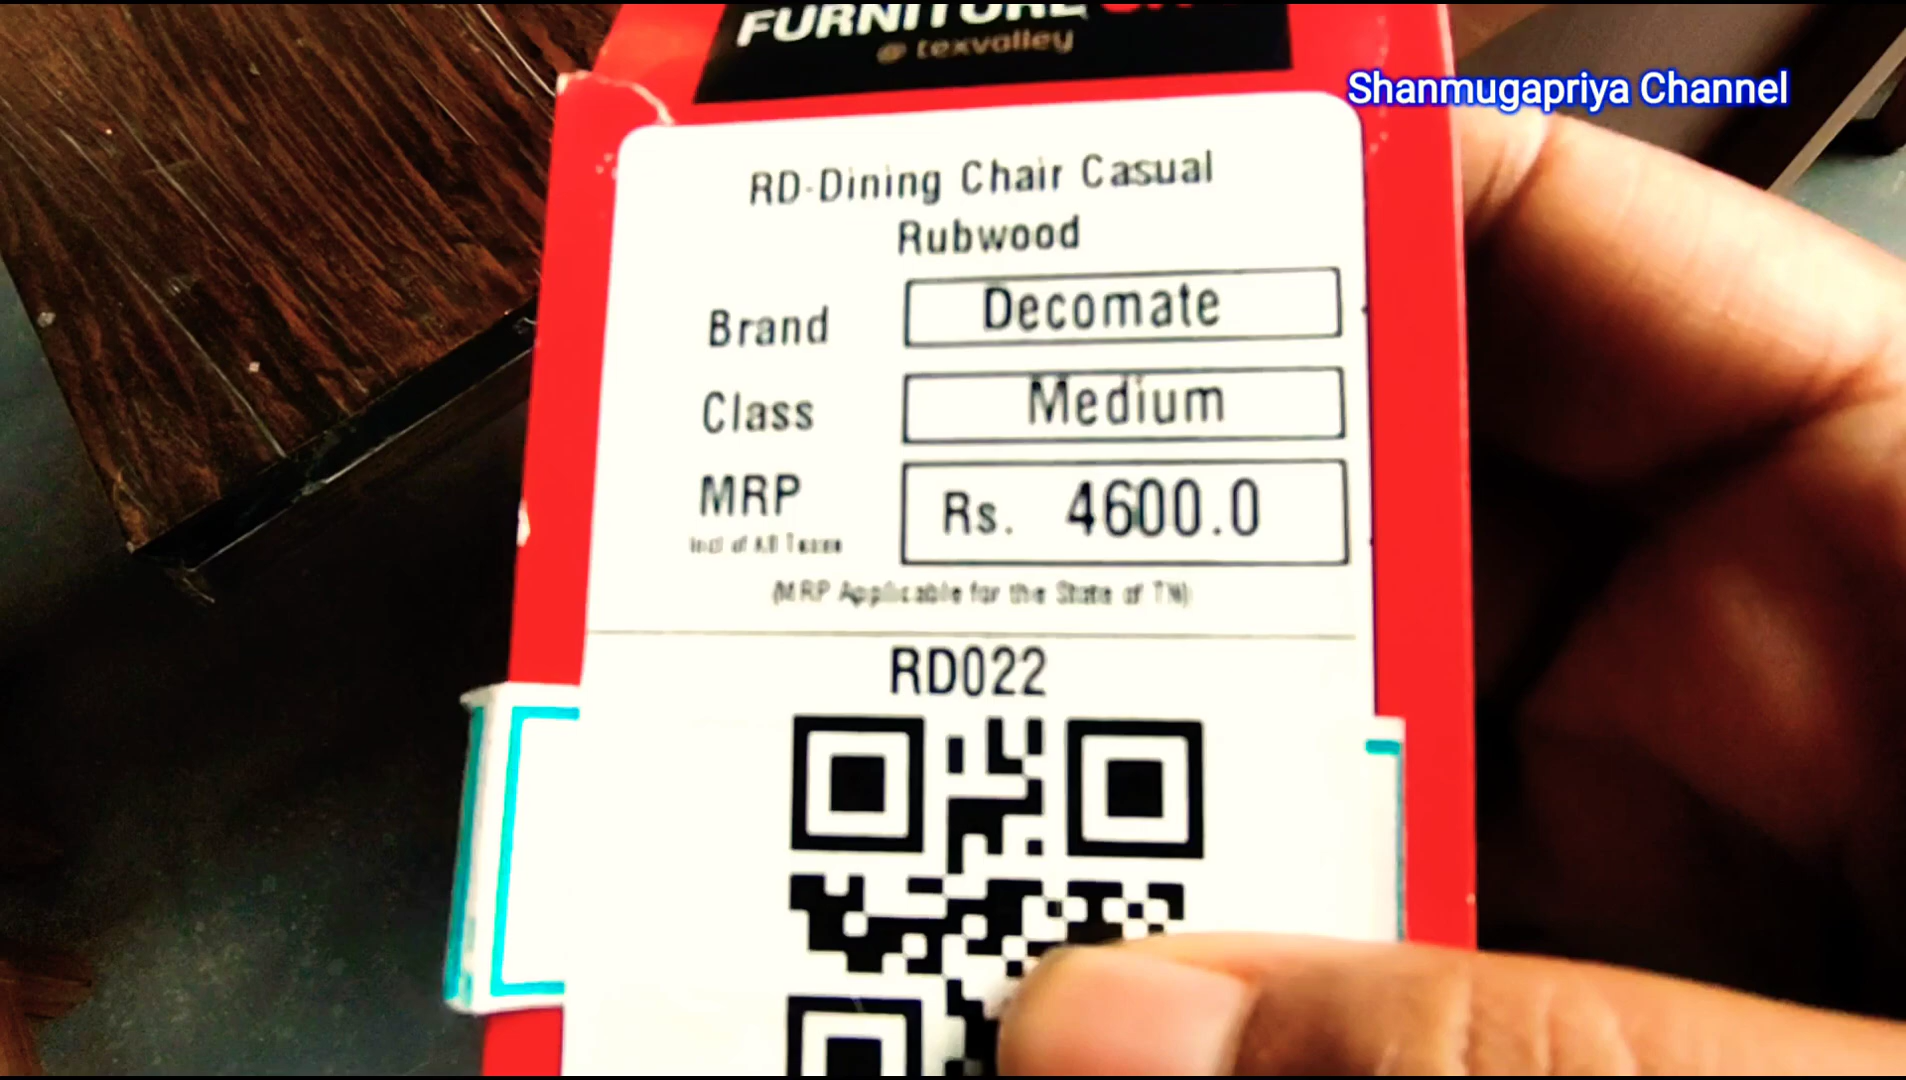 FURNITURE
@ texvalley
Shanmugapriya Channel
RD-Dining Chair Casual
Rubwood
Brand Decomate
Class Medium
MRP Rs. 4600.0
Incl of All Taxes
(MRP Applicable for the State of TN)
RD022